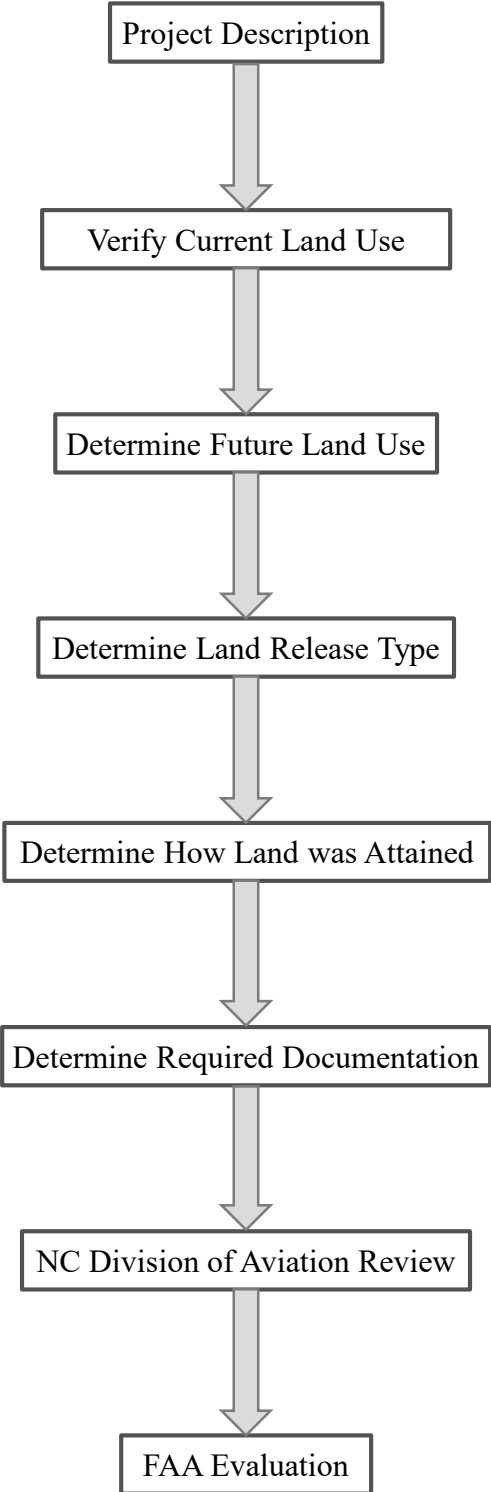 Project Description
Verify Current Land Use
Determine Future Land Use
Determine Land Release Type
Determine How Land was Attained
Determine Required Documentation
NC Division of Aviation Review
FAA Evaluation